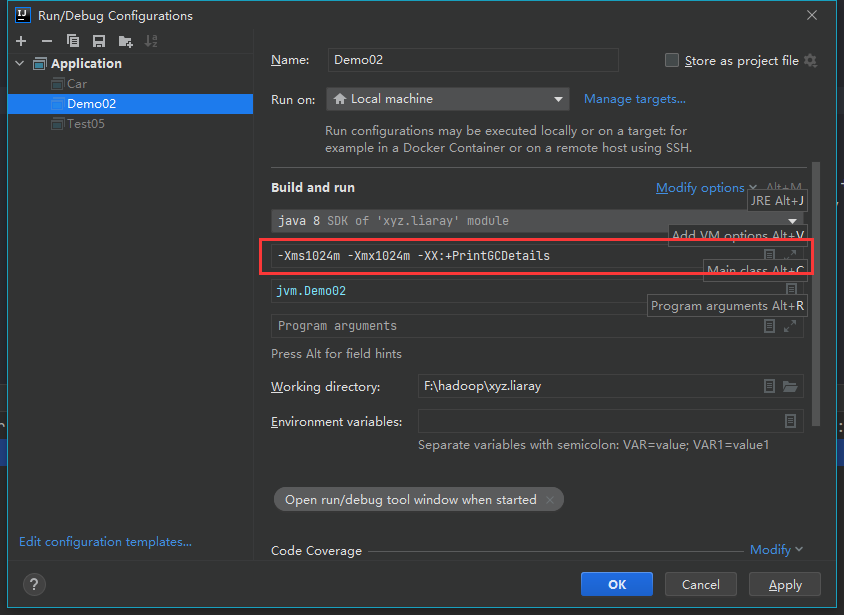 Run/Debug Configurations
Application
Car
Demo02
Test05
Name: Demo02 Store as project file
Run on: Local machine Manage targets...
Run configurations may be executed locally or on a target: for
example in a Docker Container or on a remote host using SSH.
Build and run Modify options Alt+M
JRE Alt+J
java 8 SDK of 'xyz.liaray' module
Add VM options Alt+V
-Xms1024m -Xmx1024m -XX:+PrintGCDetails
Main class Alt+C
jvm.Demo02
Program arguments Alt+R
Program arguments
Press Alt for field hints
Working directory: F:\hadoop\xyz.liaray
Environment variables:
Separate variables with semicolon: VAR=value; VAR1=value1
Open run/debug tool window when started
Edit configuration templates...
Code Coverage Modify
? OK Cancel Apply